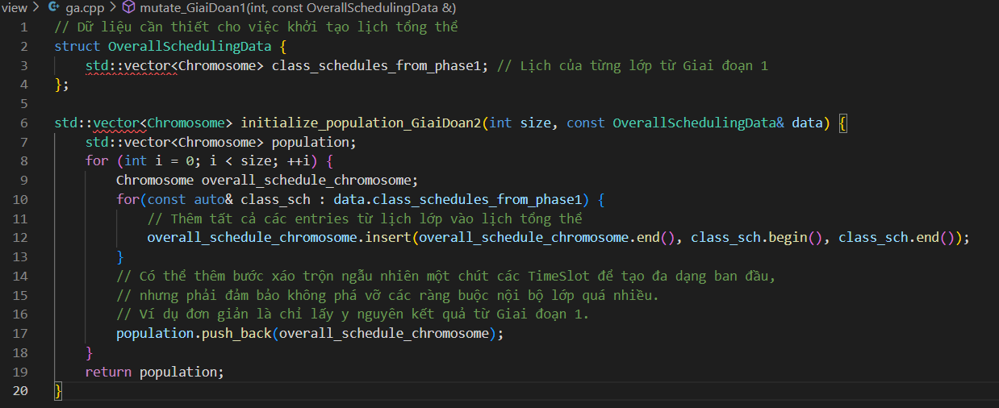 view > ga.cpp > mutate_GiaiDoan1(int, const OverallSchedulingData &)
1 // Dữ liệu cần thiết cho việc khởi tạo lịch tổng thể
2 struct OverallSchedulingData {
3     std::vector<Chromosome> class_schedules_from_phase1; // Lịch của từng lớp từ Giai đoạn 1
4 };
5
6 std::vector<Chromosome> initialize_population_GiaiDoan2(int size, const OverallSchedulingData& data) {
7     std::vector<Chromosome> population;
8     for (int i = 0; i < size; ++i) {
9         Chromosome overall_schedule_chromosome;
10         for(const auto& class_sch : data.class_schedules_from_phase1) {
11             // Thêm tất cả các entries từ lịch lớp vào lịch tổng thể
12             overall_schedule_chromosome.insert(overall_schedule_chromosome.end(), class_sch.begin(), class_sch.end());
13         }
14         // Có thể thêm bước xáo trộn ngẫu nhiên một chút các TimeSlot để tạo đa dạng ban đầu,
15         // nhưng phải đảm bảo không phá vỡ các ràng buộc nội bộ lớp quá nhiều.
16         // Ví dụ đơn giản là chỉ lấy y nguyên kết quả từ Giai đoạn 1.
17         population.push_back(overall_schedule_chromosome);
18     }
19     return population;
20 }